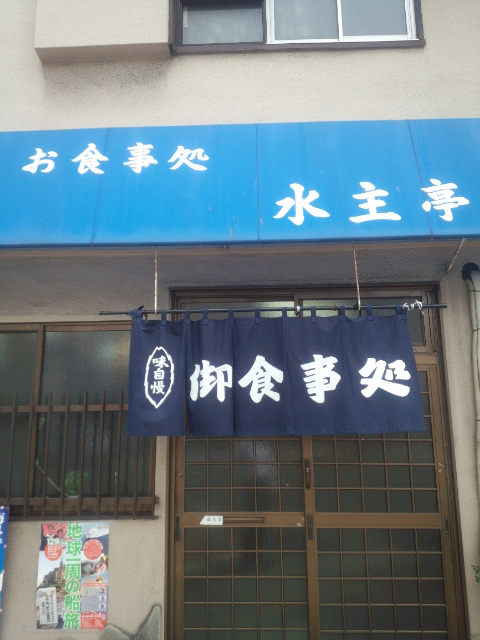 お食事処
水主亭
味自慢
御食事処
地球一周の船旅
129